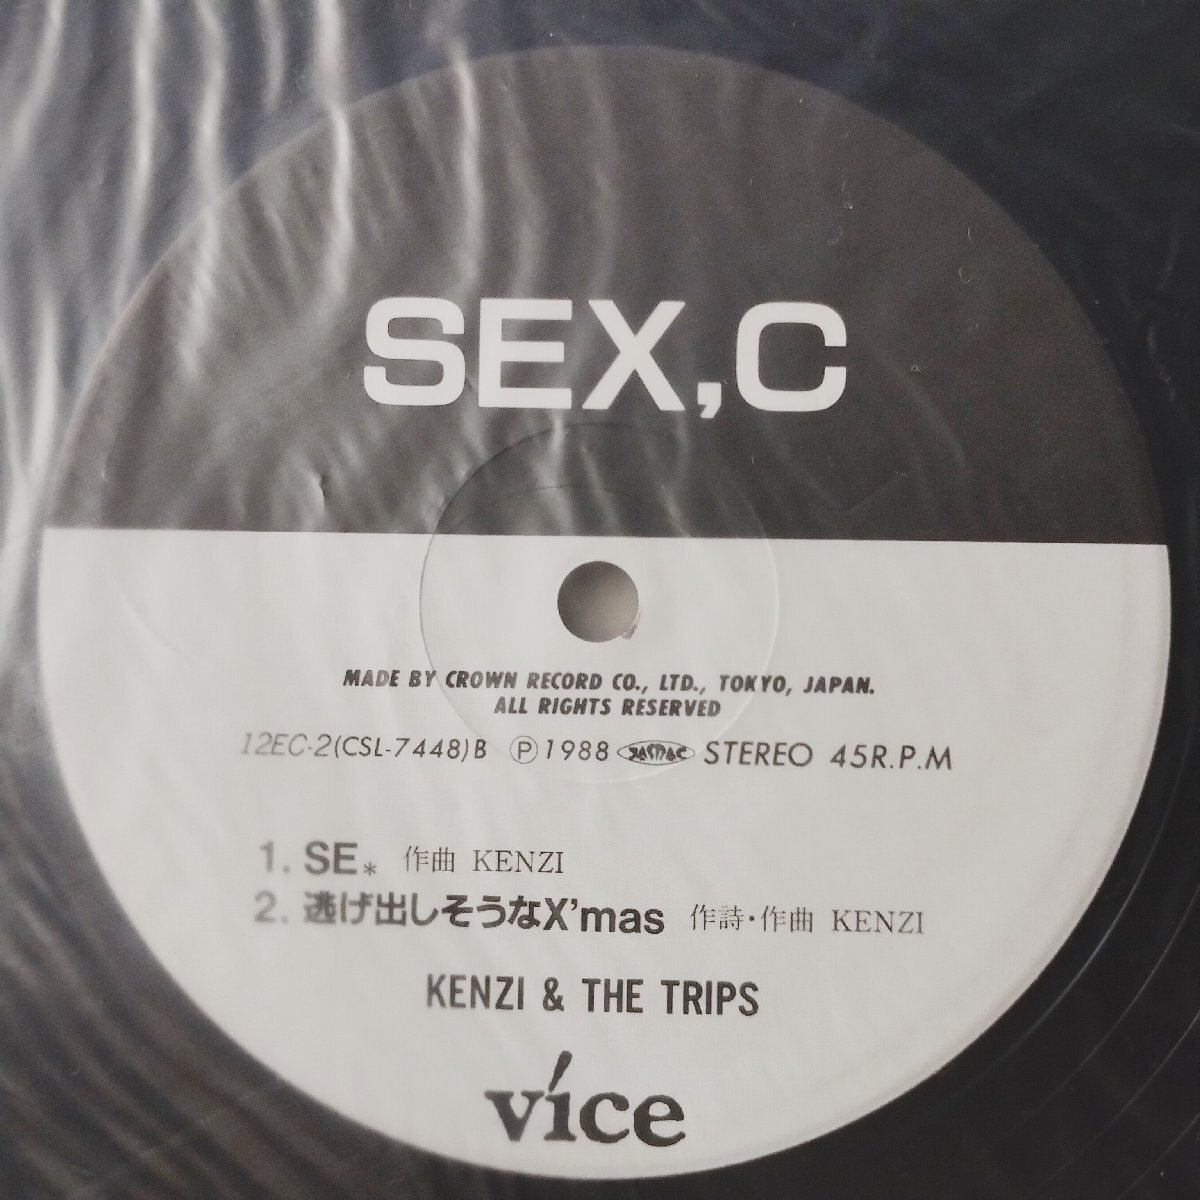 SEX,C
MADE BY CROWN RECORD CO., LTD., TOKYO, JAPAN.
ALL RIGHTS RESERVED
12EC-2(CSL-7448)B Ⓟ1988 JASRAC STEREO 45R.P.M
1. SE* 作曲 KENZI
2. 逃げ出しそうなX'mas 作詩・作曲 KENZI
KENZI & THE TRIPS
vice